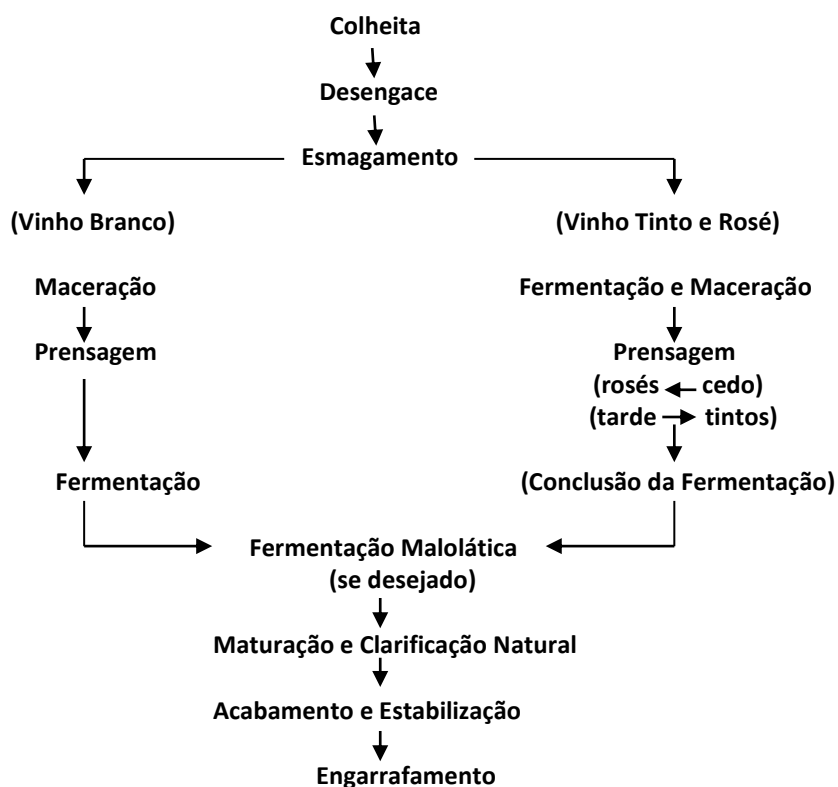 Colheita
Desengace
Esmagamento
(Vinho Branco)
(Vinho Tinto e Rosé)
Maceração
Fermentação e Maceração
Prensagem
Prensagem
(rosés cedo)
(tarde tintos)
Fermentação
(Conclusão da Fermentação)
Fermentação Malolática
(se desejado)
Maturação e Clarificação Natural
Acabamento e Estabilização
Engarrafamento